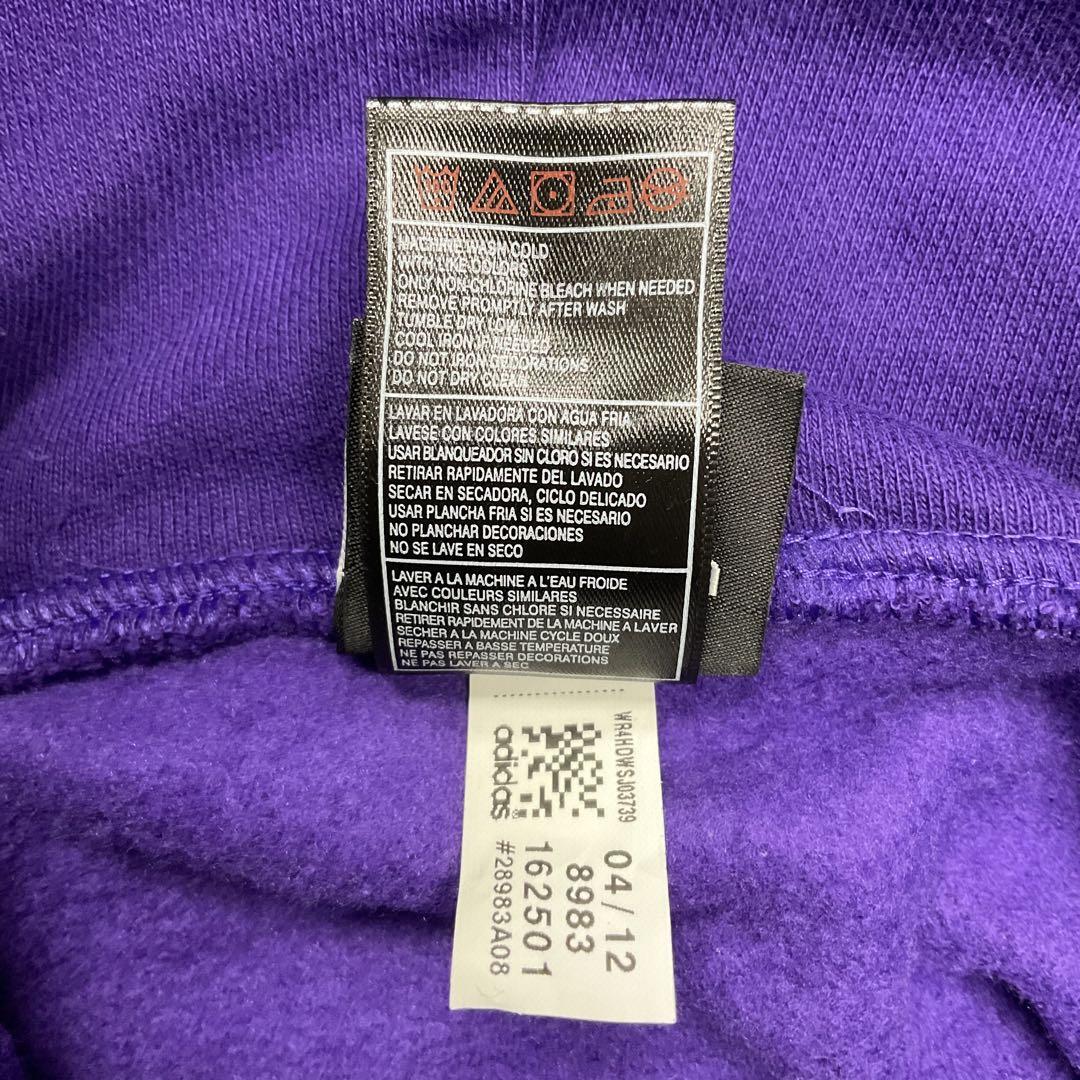 MACHINE WASH COLD
WITH LIKE COLORS
ONLY NON-CHLORINE BLEACH WHEN NEEDED
REMOVE PROMPTLY AFTER WASH
TUMBLE DRY LOW
COOL IRON IF NEEDED
DO NOT IRON DECORATIONS
DO NOT DRY CLEAN
LAVAR EN LAVADORA CON AGUA FRIA
LAVESE CON COLORES SIMILARES
USAR BLANQUEADOR SIN CLORO SI ES NECESARIO
RETIRAR RAPIDAMENTE DEL LAVADO
SECAR EN SECADORA, CICLO DELICADO
USAR PLANCHA FRIA SI ES NECESARIO
NO PLANCHAR DECORACIONES
NO SE LAVE EN SECO
LAVER A LA MACHINE A L'EAU FROIDE
AVEC COULEURS SIMILARES
BLANCHIR SANS CHLORE SI NECESSAIRE
RETIRER RAPIDEMENT DE LA MACHINE A LAVER
SECHER A LA MACHINE CYCLE DOUX
REPASSER A BASSE TEMPERATURE
NE PAS REPASSER DECORATIONS
NE PAS LAVER A SEC
WR4HDWSJ03739
04/12
8983
adidas®
162501
#28983A08